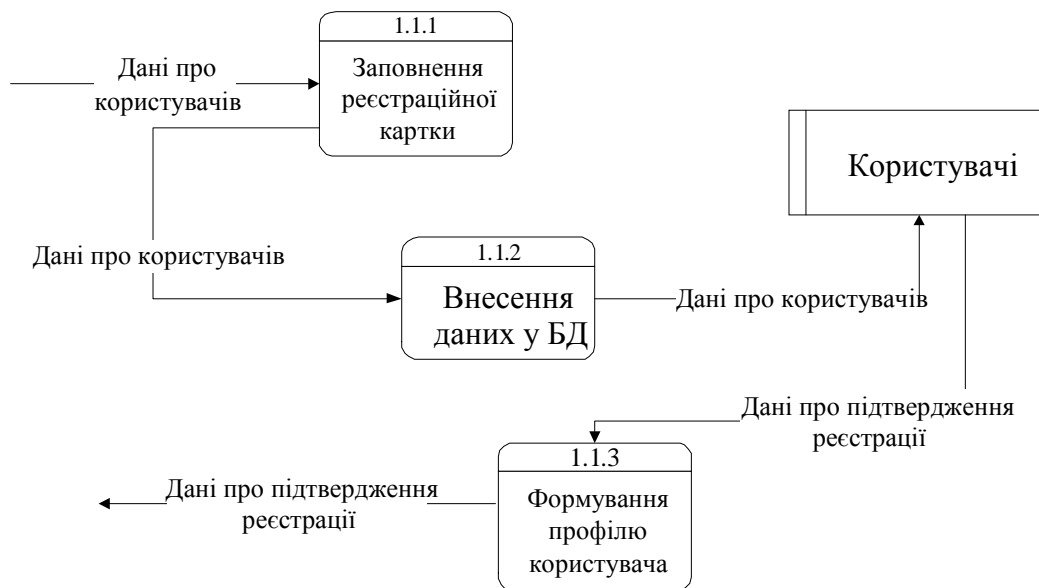 1.1.1
Заповнення
реєстраційної
картки
Дані про
користувачів
Користувачі
Дані про користувачів
1.1.2
Внесення
даних у БД
Дані про користувачів
Дані про підтвердження
реєстрації
1.1.3
Формування
профілю
користувача
Дані про підтвердження
реєстрації